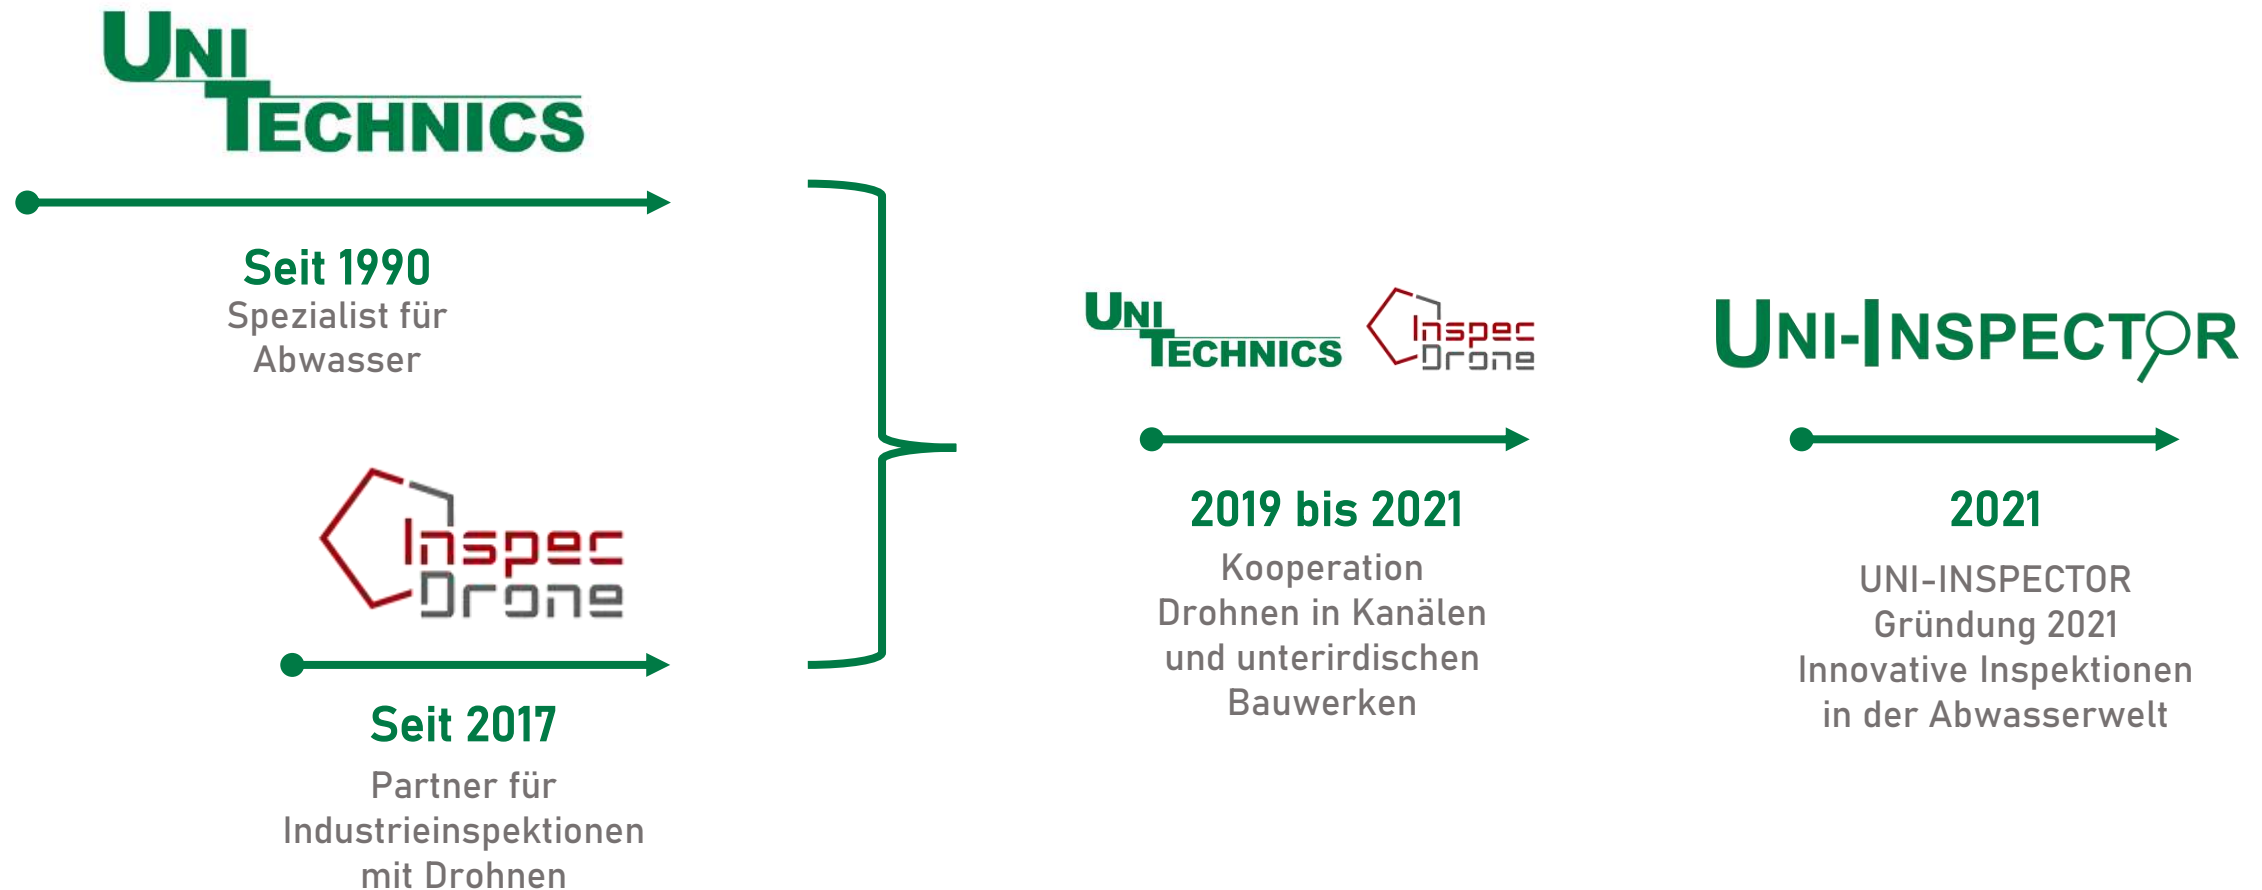 UNI
TECHNICS
Seit 1990
Spezialist für
Abwasser
Inspec
Drone
Seit 2017
Partner für
Industrieinspektionen
mit Drohnen
UNI
TECHNICS
Inspec
Drone
2019 bis 2021
Kooperation
Drohnen in Kanälen
und unterirdischen
Bauwerken
UNI-INSPECTOR
2021
UNI-INSPECTOR
Gründung 2021
Innovative Inspektionen
in der Abwasserwelt